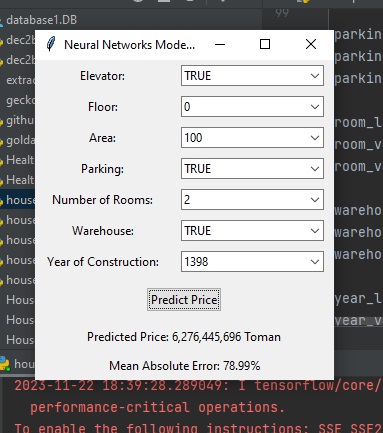 database1.DB
dec2b
dec2b
extrac
gecko
githu
golda
Healt
Healt
house
house
house
house
house
Hous
Hous
Hous
hou
99
parkin
parkin
parkin
room_l
room_v
room_v
wareho
wareho
wareho
year_l
year_v
Neural Networks Mode...
Elevator: TRUE
Floor: 0
Area: 100
Parking: TRUE
Number of Rooms: 2
Warehouse: TRUE
Year of Construction: 1398
Predict Price
Predicted Price: 6,276,445,696 Toman
Mean Absolute Error: 78.99%
2023-11-22 18:39:28.289049: I tensorflow/core/
performance-critical operations.
To enable the following instructions: SSE SSE2